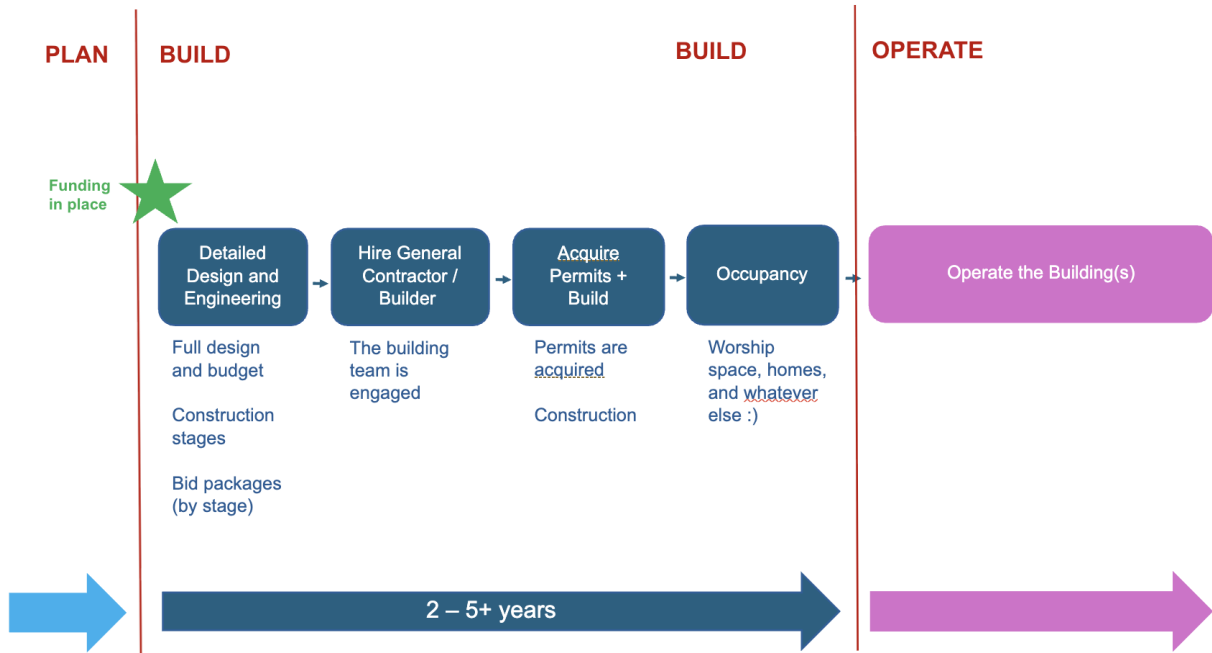 PLAN
BUILD
BUILD
OPERATE
Funding
in place
Detailed
Design and
Engineering
Hire General
Contractor /
Builder
Acquire
Permits +
Build
Occupancy
Operate the Building(s)
Full design
and budget
Construction
stages
Bid packages
(by stage)
The building
team is
engaged
Permits are
acquired
Construction
Worship
space, homes,
and whatever
else :)
2 – 5+ years